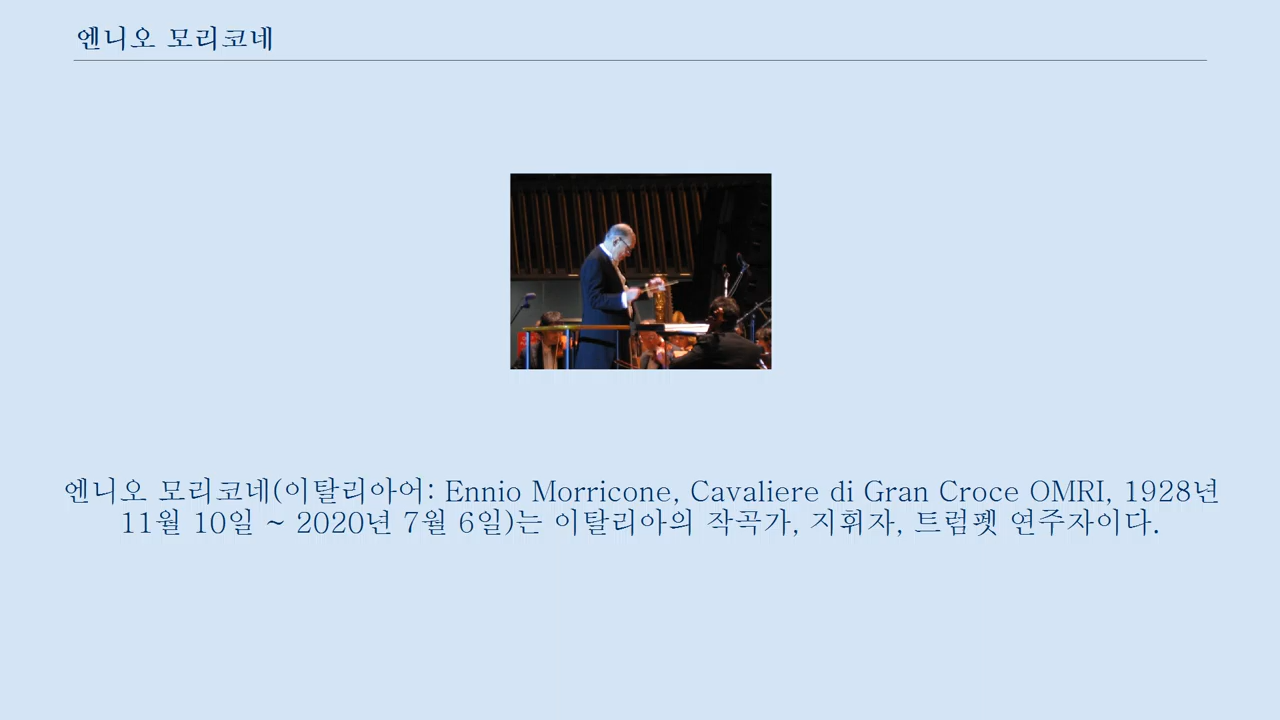 엔니오 모리코네
엔니오 모리코네(이탈리아어: Ennio Morricone, Cavaliere di Gran Croce OMRI, 1928년
11월 10일 ~ 2020년 7월 6일)는 이탈리아의 작곡가, 지휘자, 트럼펫 연주자이다.